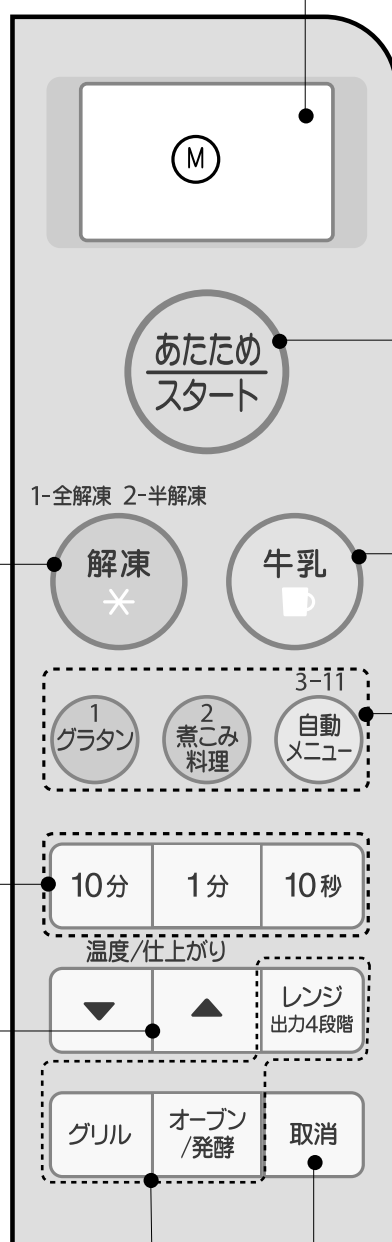 M
あたため
スタート
1-全解凍 2-半解凍
解凍
牛乳
3-11
1
グラタン
2
煮こみ
料理
自動
メニュー
10分
1分
10秒
温度/仕上がり
▼
▲
レンジ
出力4段階
グリル
オーブン
/発酵
取消